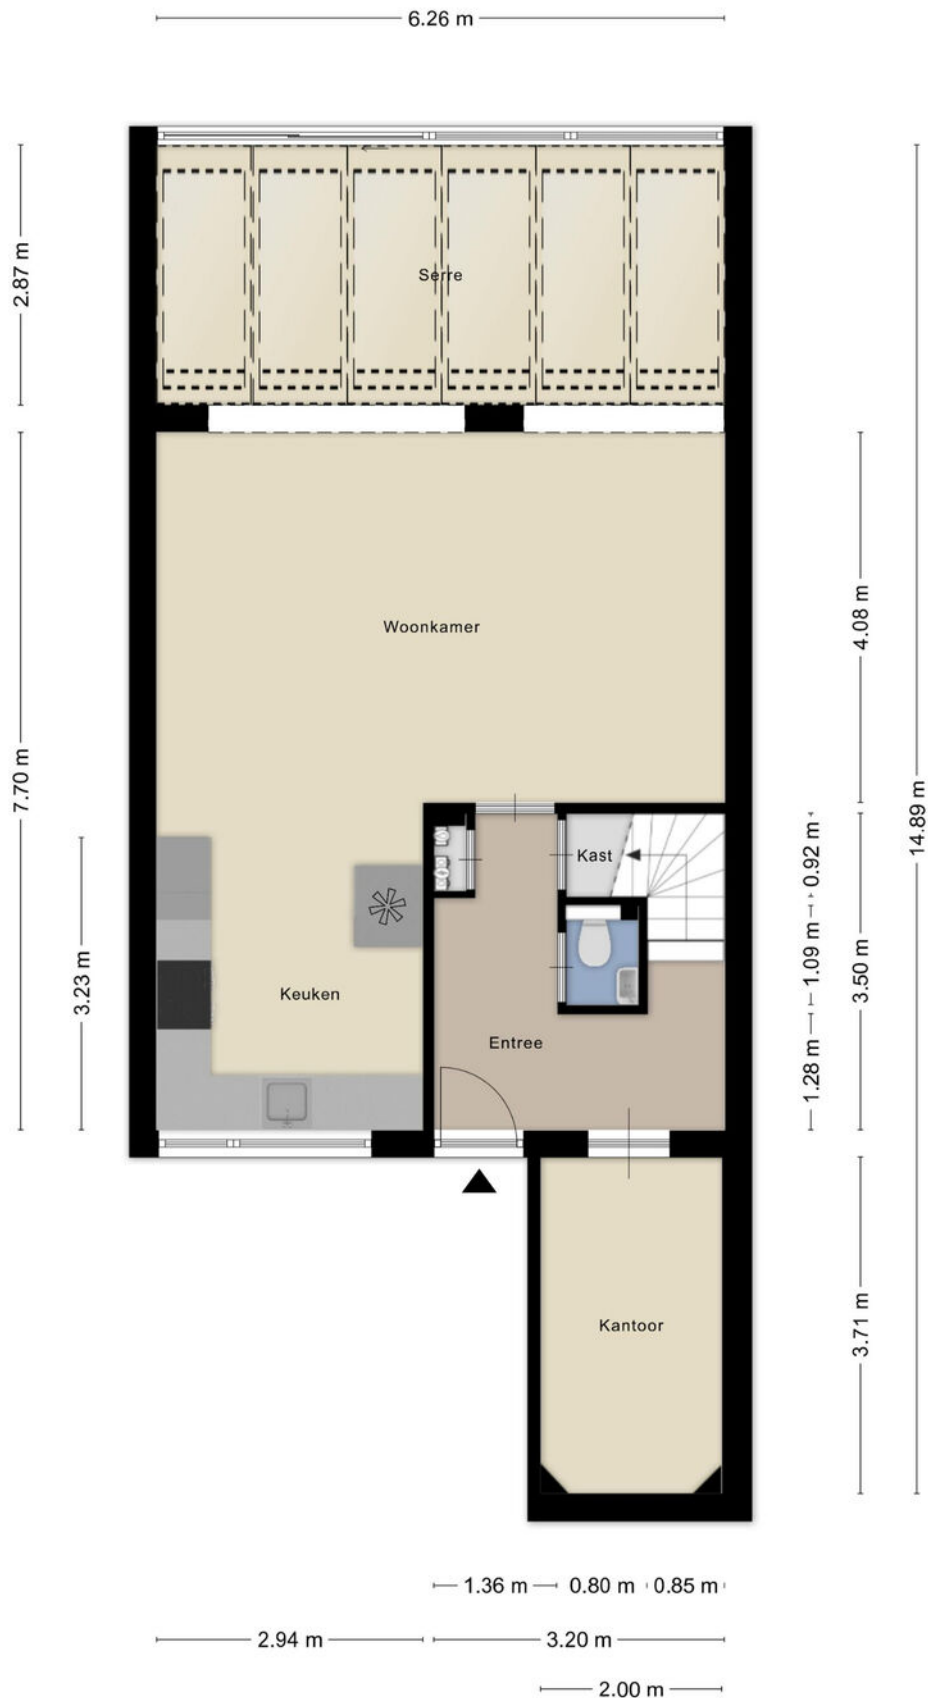 6.26 m
2.87 m
Serre
4.08 m
Woonkamer
7.70 m
14.89 m
0.92 m
Kast
3.23 m
1.09 m
3.50 m
Keuken
Entree
1.28 m
Kantoor
3.71 m
1.36 m 0.80 m 0.85 m
2.94 m 3.20 m
2.00 m